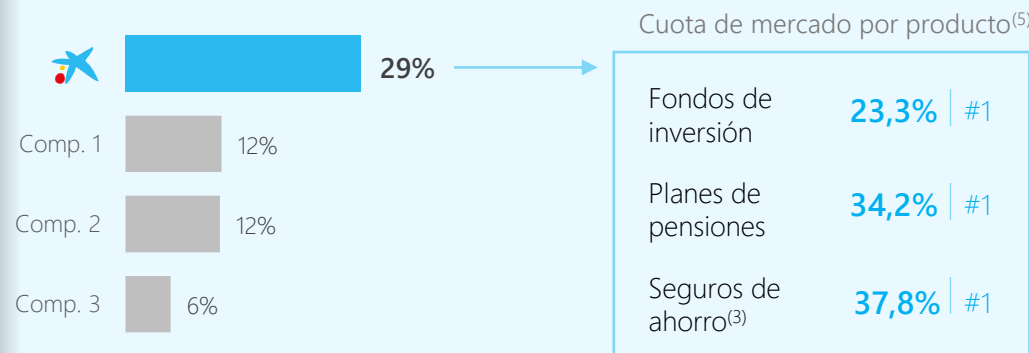 Cuota de mercado por producto(5)
29%
Comp. 1
12%
Comp. 2
12%
Comp. 3
6%
Fondos de
inversión
23,3%
#1
Planes de
pensiones
34,2%
#1
Seguros de
ahorro(3)
37,8%
#1